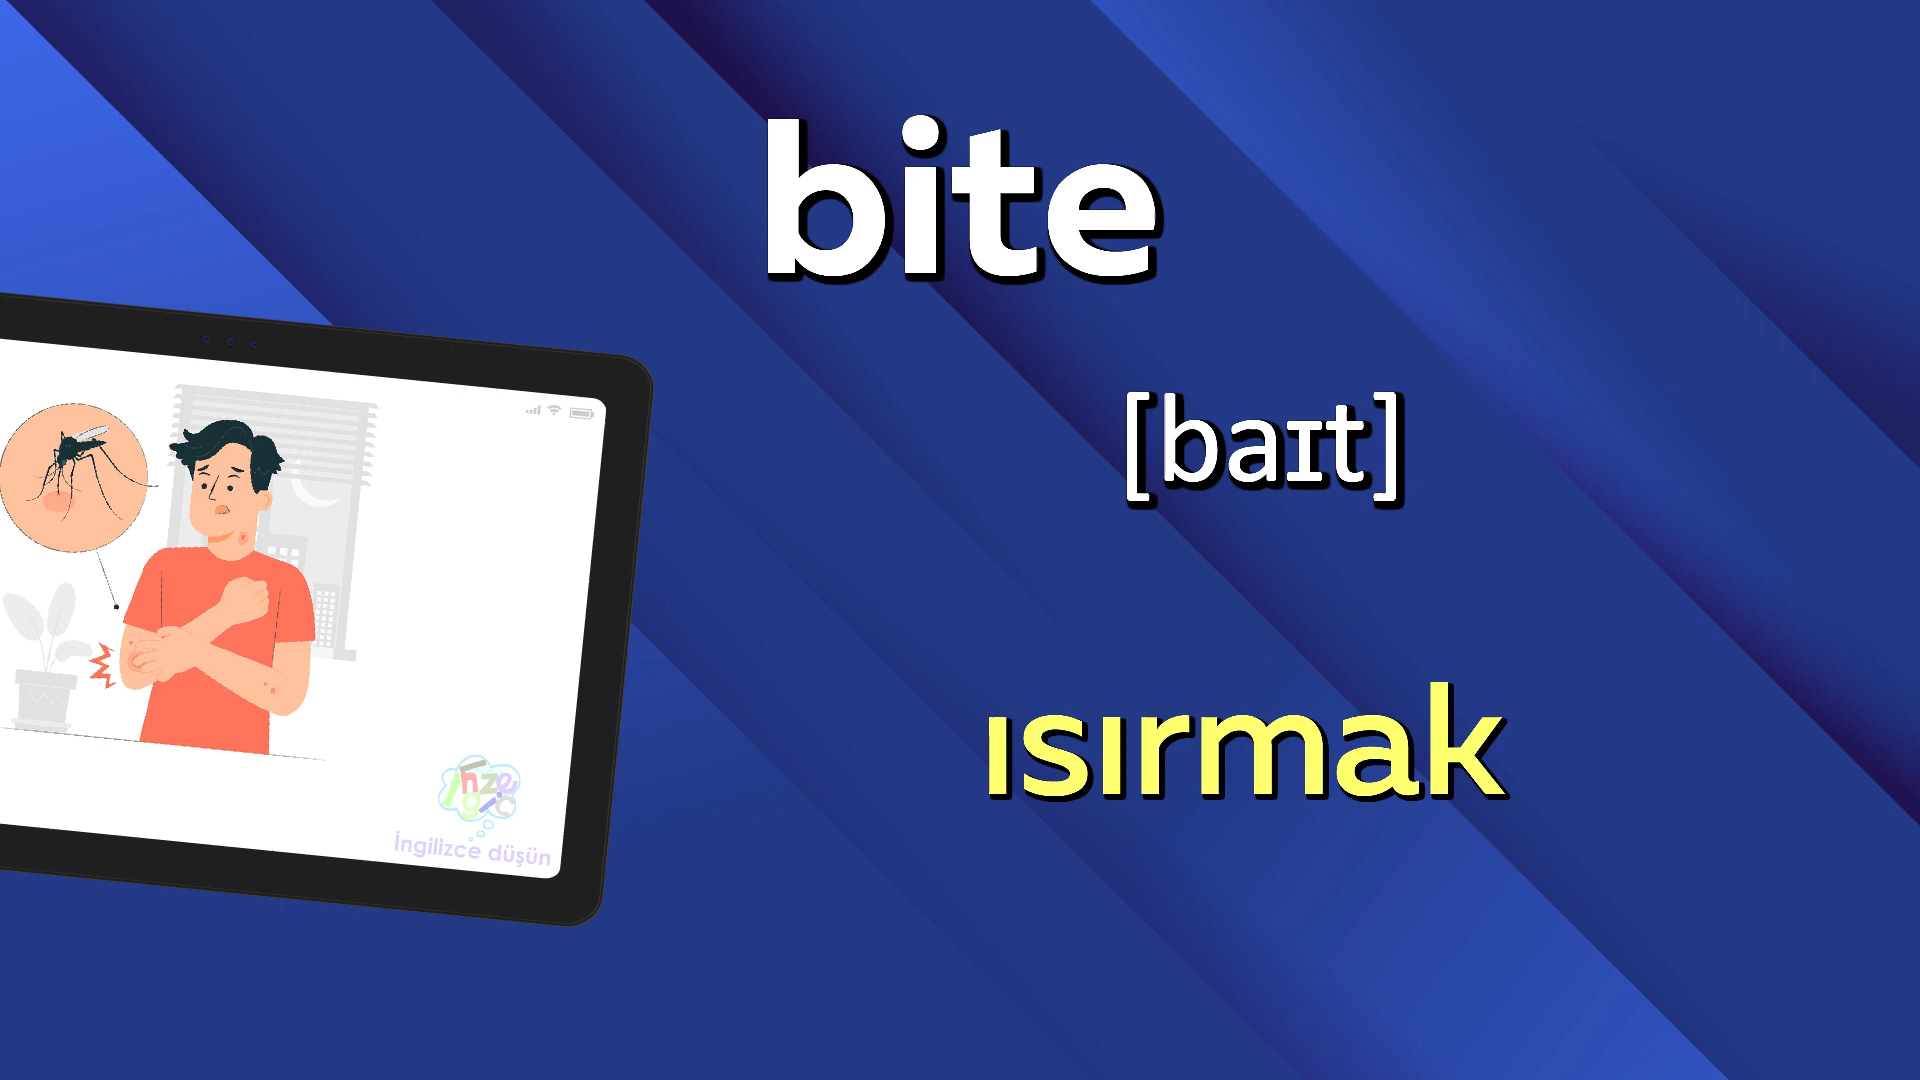 bite
[baɪt]
ısırmak
İngilizce düşün